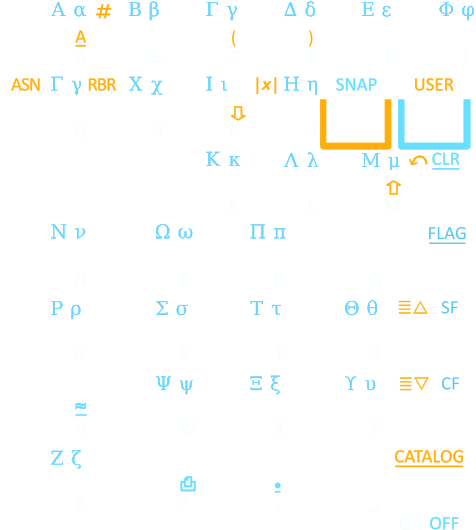 Α α # Β β Γ γ Δ δ Ε ε Φ φ
A ( )
ASN Γ γ RBR Χ χ Ι ι |x| Η η SNAP USER
⇩
Κ κ Λ λ Μ μ ↶ CLR
⇧
Ν ν Ω ω Π π FLAG
Ρ ρ Σ σ Τ τ Θ θ ≡△ SF
Ψ ψ Ξ ξ Υ υ ≡▽ CF
≈
Ζ ζ CATALOG
⎙ •
OFF